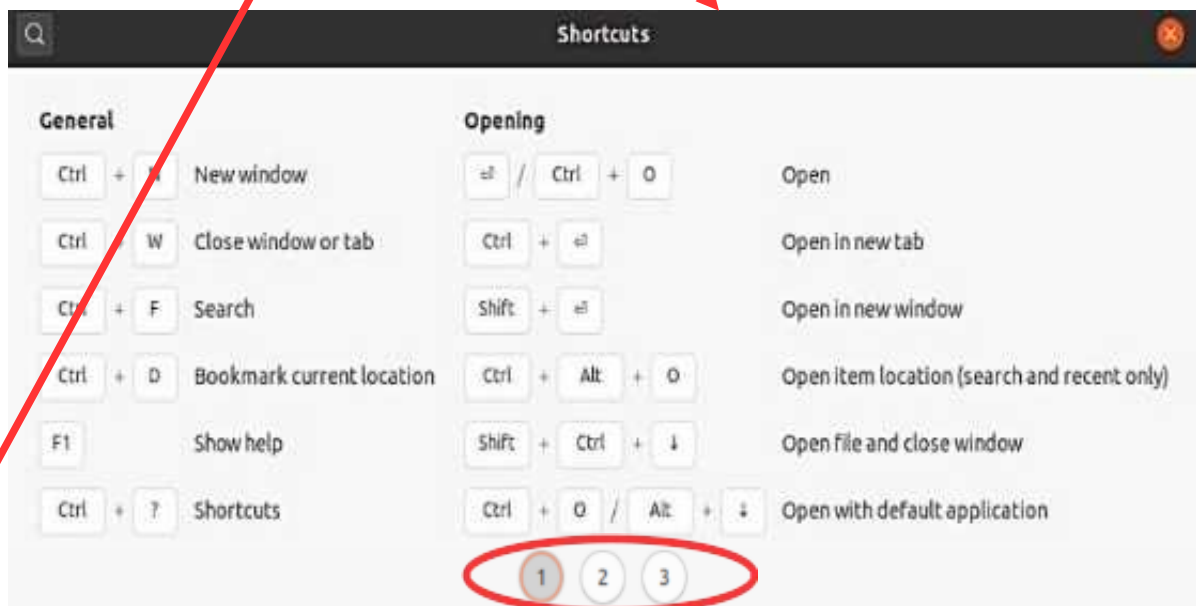 Shortcuts
General
Ctrl + N New window
Ctrl + W Close window or tab
Ctrl + F Search
Ctrl + D Bookmark current location
F1 Show help
Ctrl + ? Shortcuts
Opening
⏎ / Ctrl + O Open
Ctrl + ⏎ Open in new tab
Shift + ⏎ Open in new window
Ctrl + Alt + O Open item location (search and recent only)
Shift + Ctrl + ↓ Open file and close window
Ctrl + O / Alt + ↓ Open with default application
1 2 3